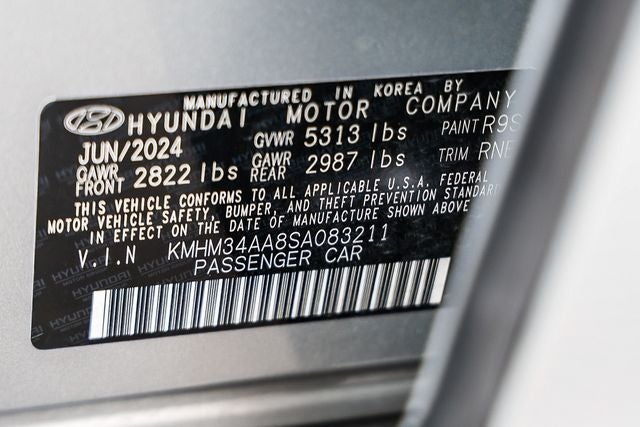 MANUFACTURED IN KOREA BY
HYUNDAI MOTOR COMPANY
JUN/2024 GVWR 5313 lbs PAINT R9S
GAWR FRONT 2822 lbs GAWR REAR 2987 lbs TRIM RNB
THIS VEHICLE CONFORMS TO ALL APPLICABLE U.S.A. FEDERAL
MOTOR VEHICLE SAFETY, BUMPER, AND THEFT PREVENTION STANDAR
IN EFFECT ON THE DATE OF MANUFACTURE SHOWN ABOVE
V.I.N KMHM34AA8SA083211
PASSENGER CAR